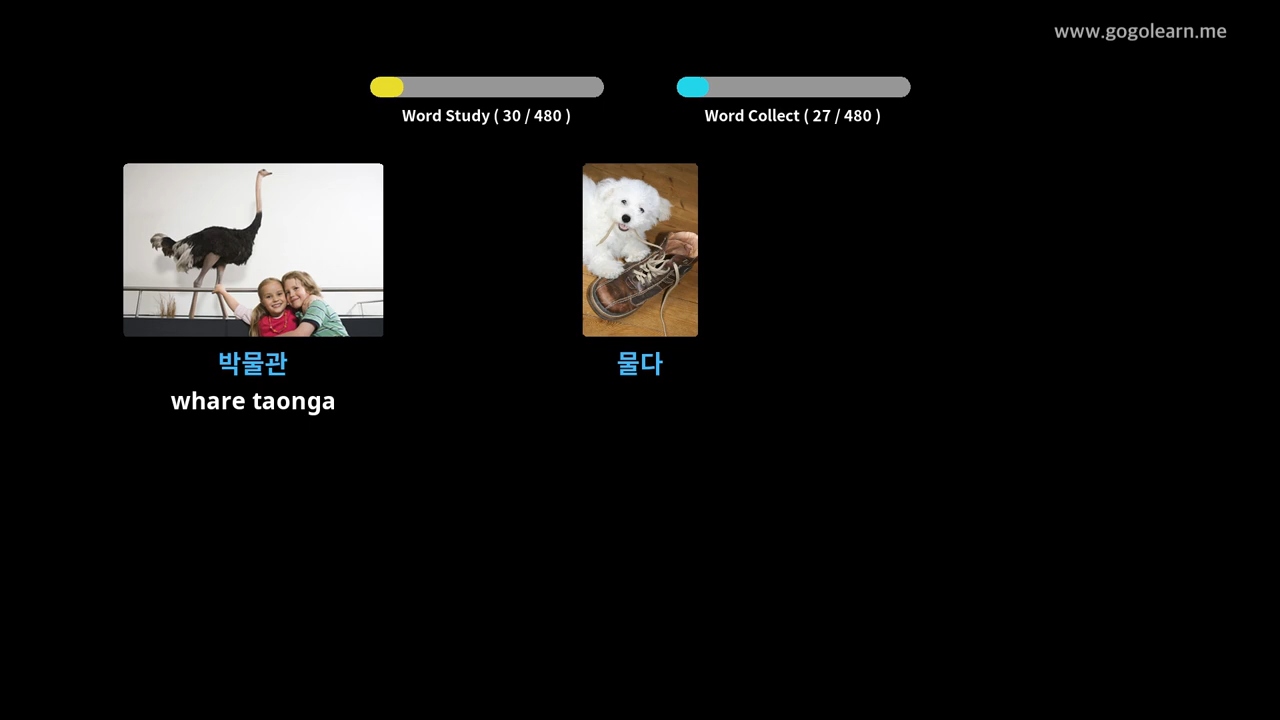 www.gogolearn.me
Word Study ( 30 / 480 )
Word Collect ( 27 / 480 )
박물관
whare taonga
물다